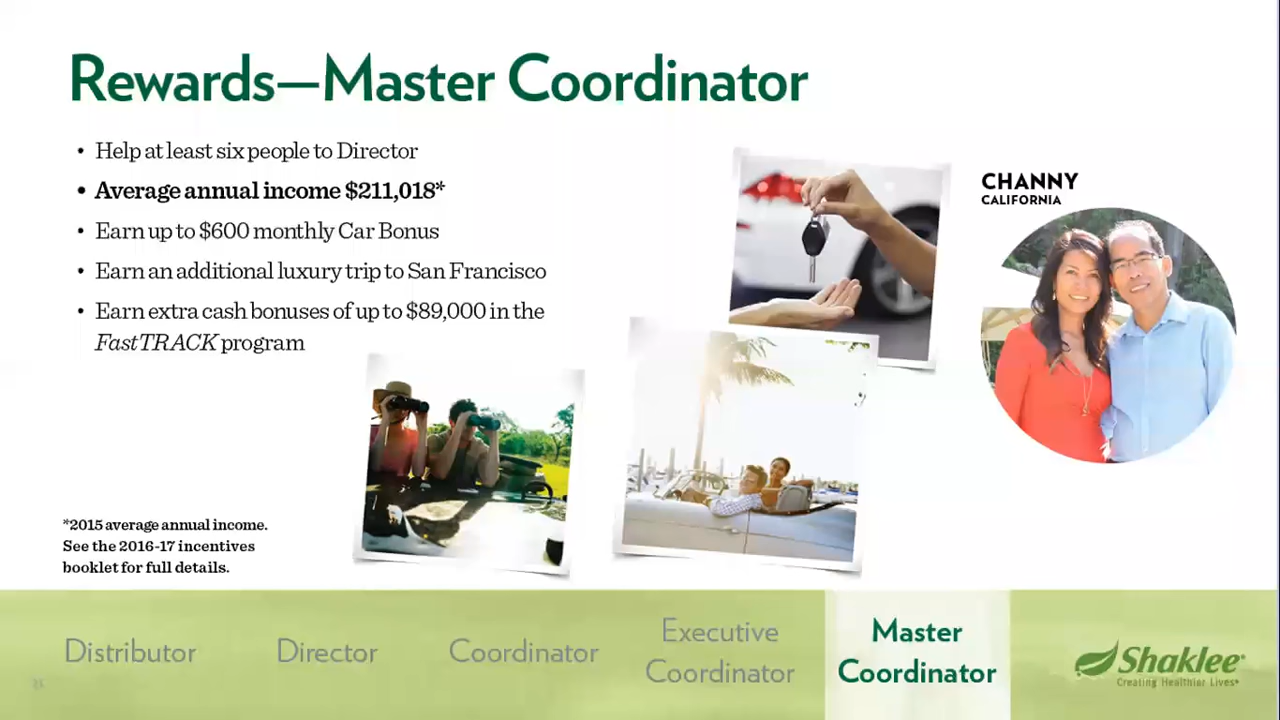 Rewards—Master Coordinator
• Help at least six people to Director
• Average annual income $211,018*
• Earn up to $600 monthly Car Bonus
• Earn an additional luxury trip to San Francisco
• Earn extra cash bonuses of up to $89,000 in the
FastTRACK program
CHANNY
CALIFORNIA
*2015 average annual income.
See the 2016-17 incentives
booklet for full details.
Distributor
Director
Coordinator
Executive
Coordinator
Master
Coordinator
Shaklee®
Creating Healthier Lives®